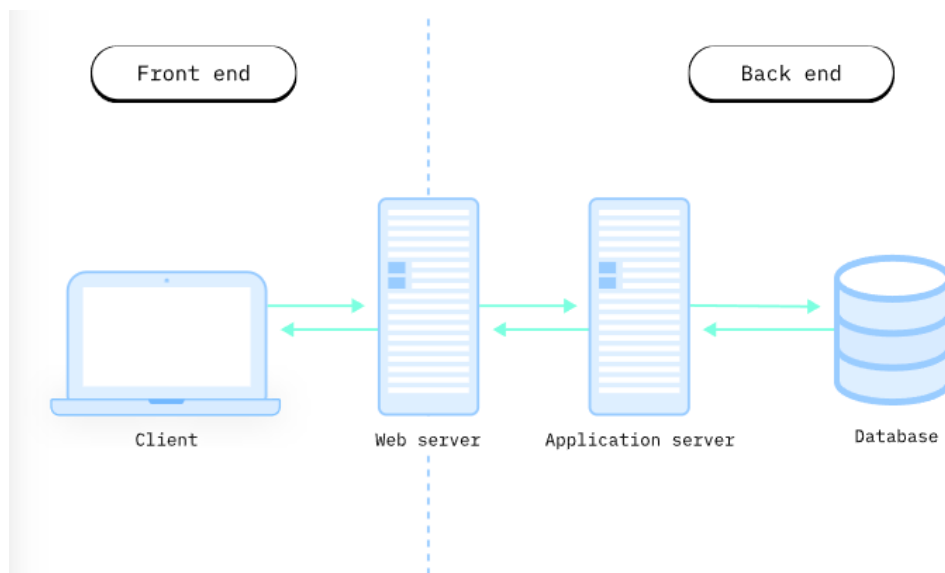 Front end
Back end
Client
Web server
Application server
Database